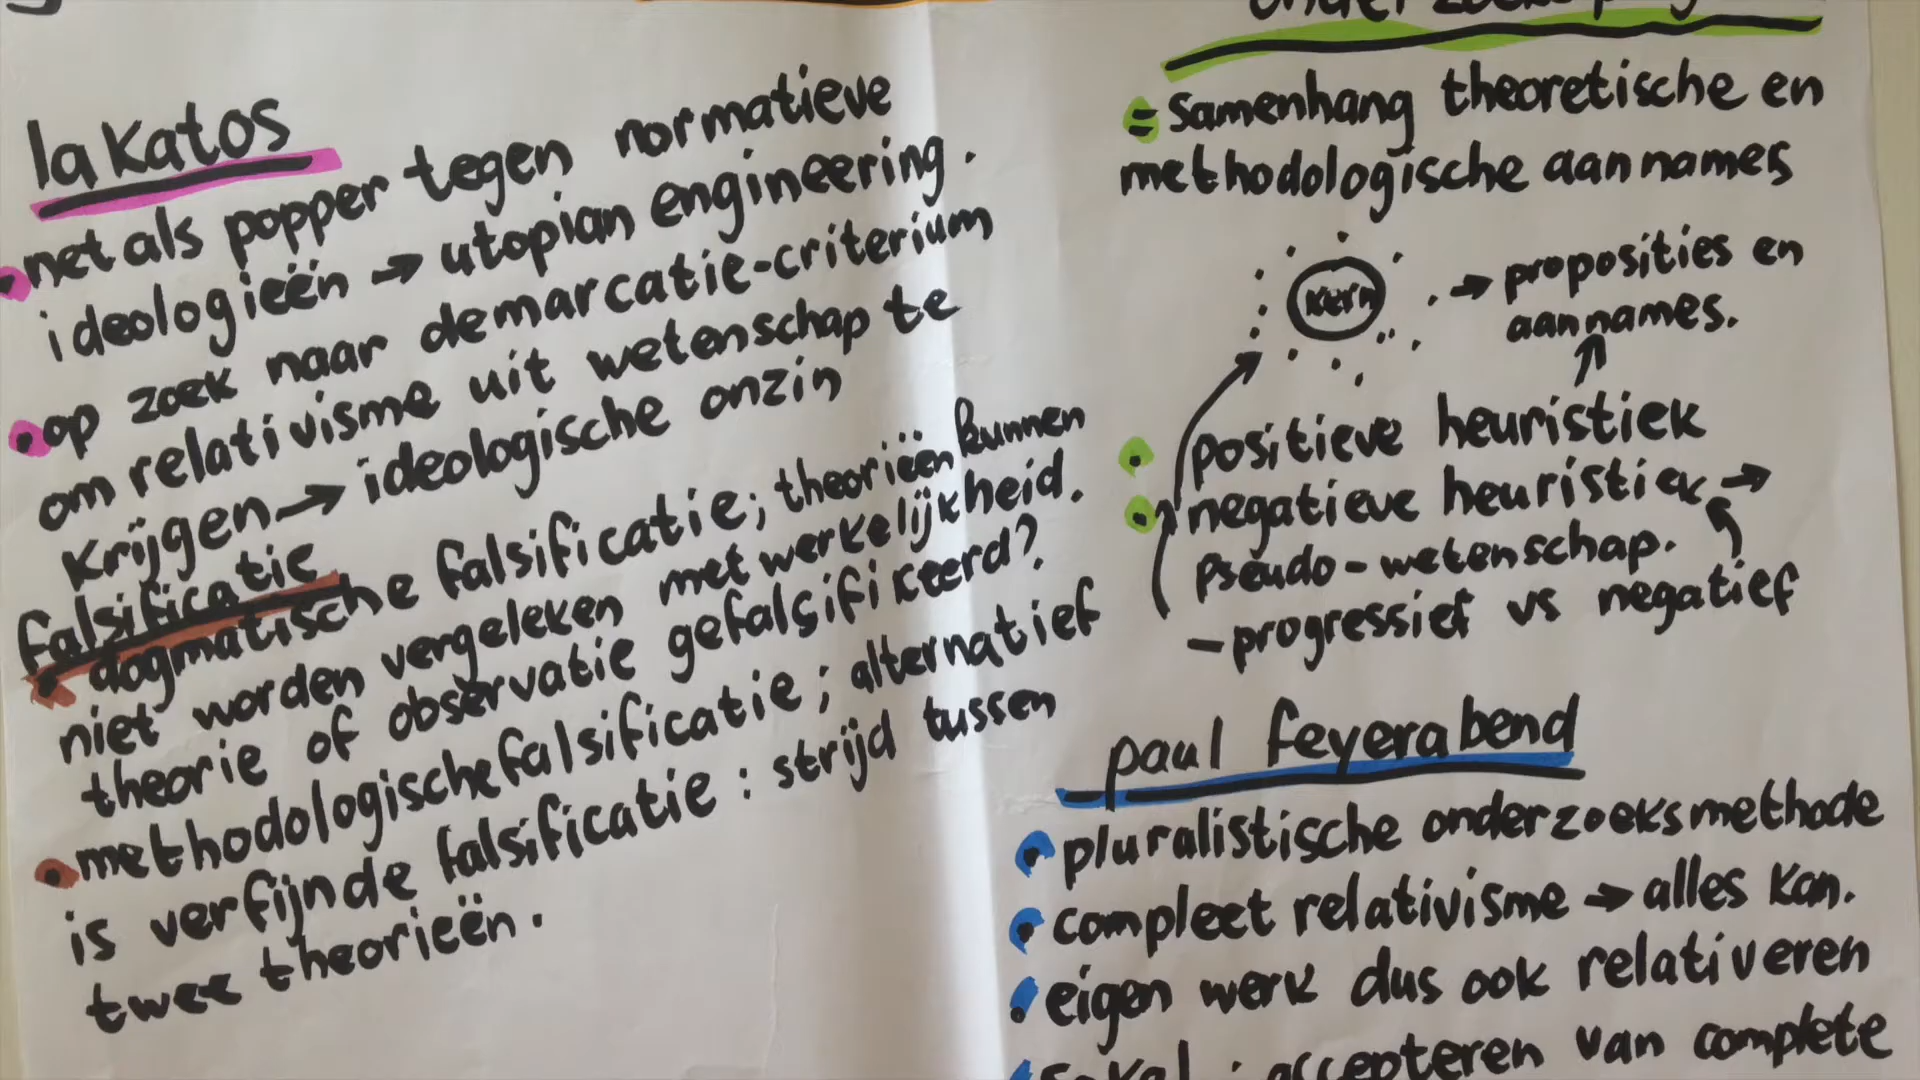 lakatos
• net als popper tegen normatieve
ideologieën → utopian engineering.
• op zoek naar demarcatie-criterium
om relativisme uit wetenschap te
krijgen → ideologische onzin
falsificatie
• dogmatische falsificatie; theorieën kunnen
niet worden vergeleken met werkelijkheid.
theorie of observatie gefalsifikeerd?
• methodologische falsificatie; alternatief
is verfijnde falsificatie: strijd tussen
twee theorieën.
= samenhang theoretische en
methodologische aannames
kern
→ proposities en
aannames.
• positieve heuristiek
• negatieve heuristiek →
pseudo-wetenschap.
- progressief vs negatief
paul feyerabend
• pluralistische onderzoeksmethode
• compleet relativisme → alles kan.
• eigen werk dus ook relativeren
accepteren van complete